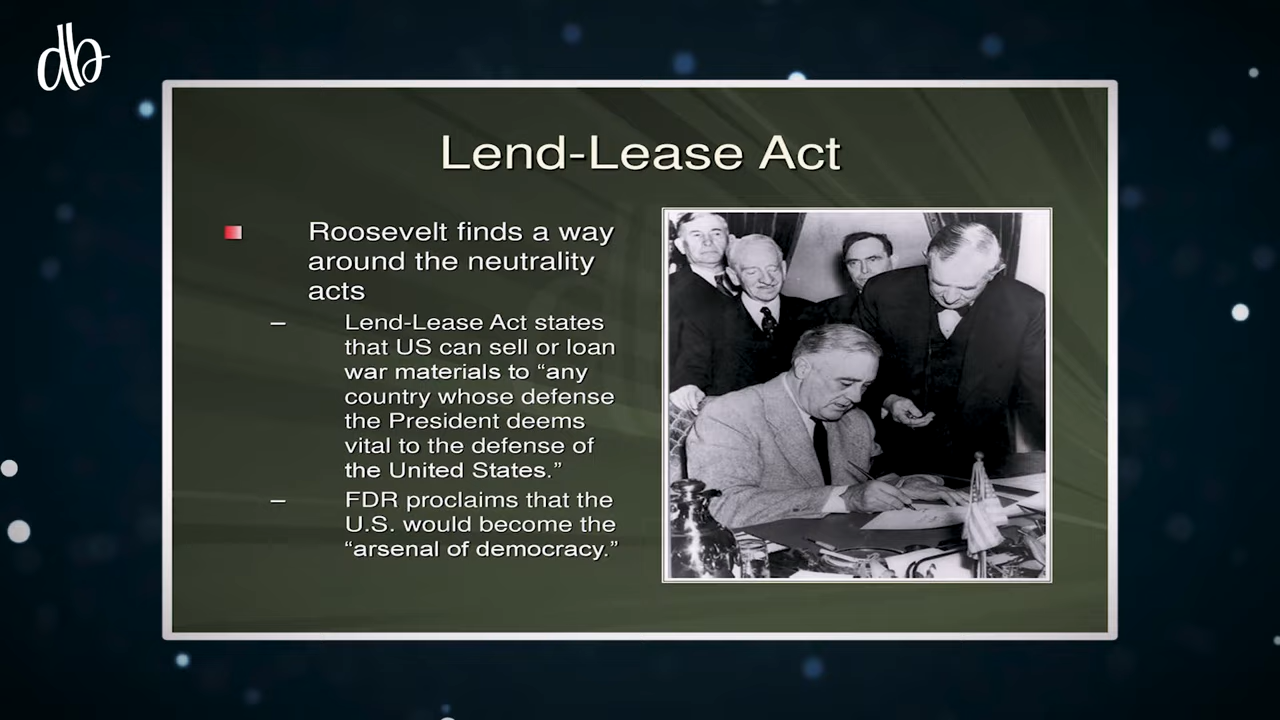 db
Lend-Lease Act
Roosevelt finds a way
around the neutrality
acts
– Lend-Lease Act states
that US can sell or loan
war materials to “any
country whose defense
the President deems
vital to the defense of
the United States.”
– FDR proclaims that the
U.S. would become the
“arsenal of democracy.”